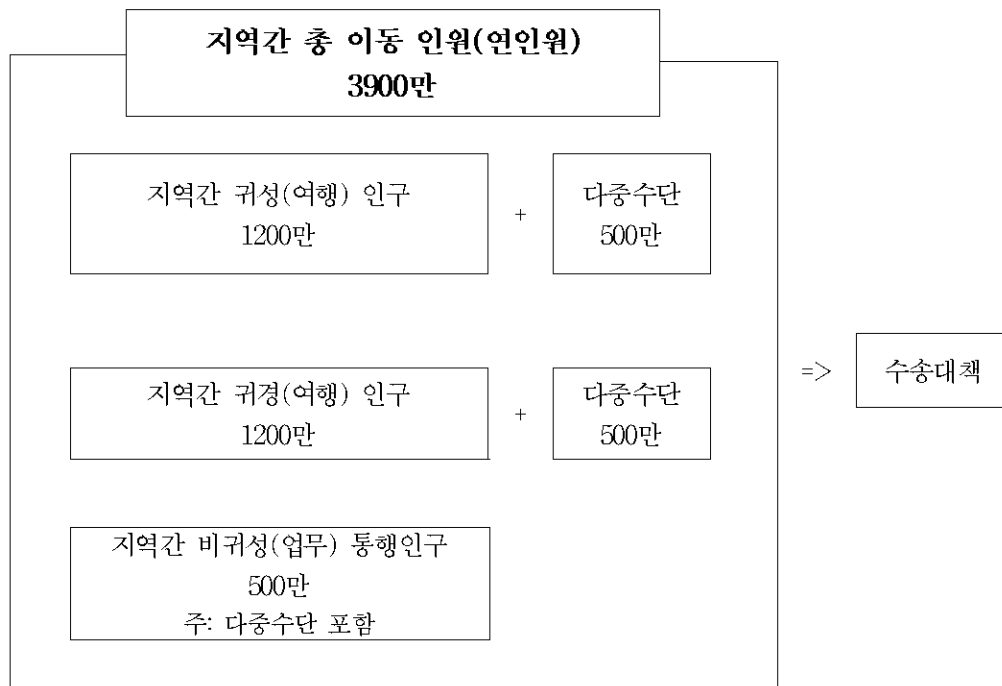 지역간 총 이동 인원(연인원)
3900만
지역간 귀성(여행) 인구
1200만
+
다중수단
500만
지역간 귀경(여행) 인구
1200만
+
다중수단
500만
=>
수송대책
지역간 비귀성(업무) 통행인구
500만
주: 다중수단 포함